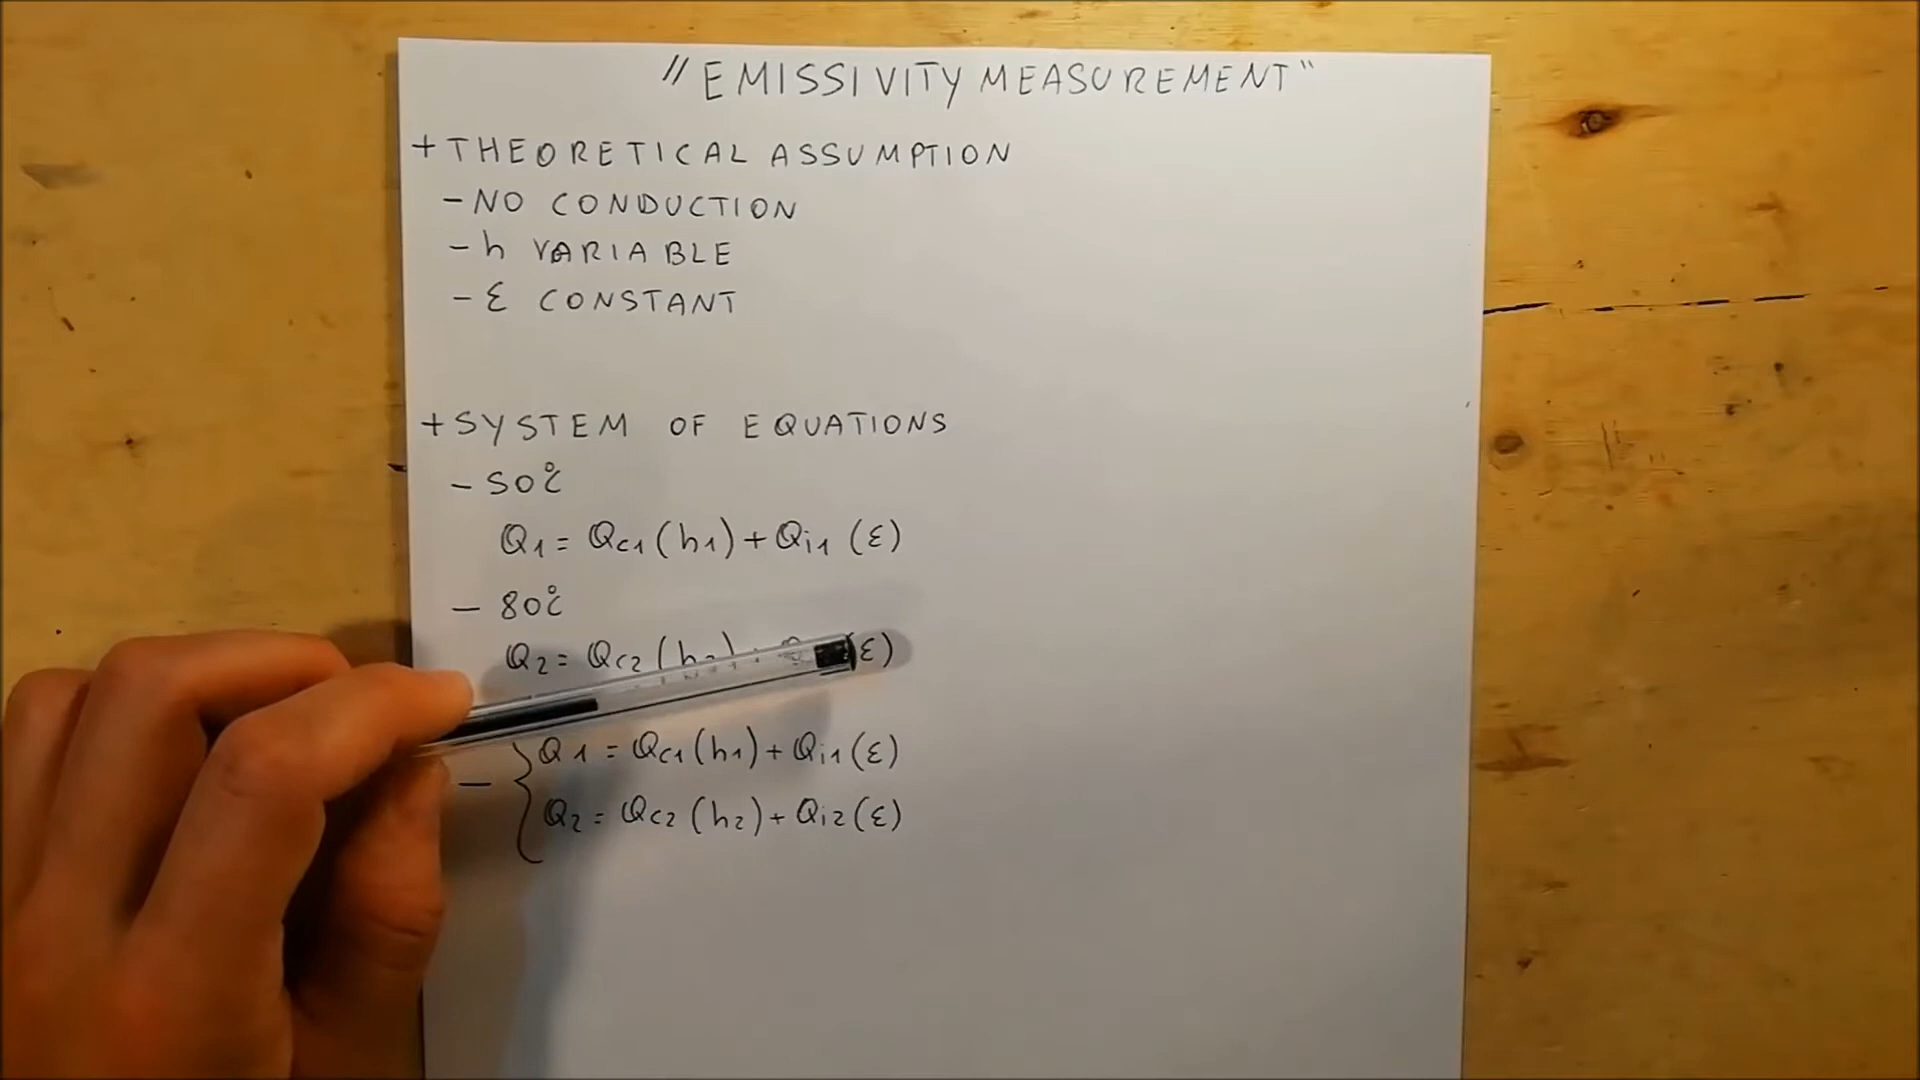 "EMISSIVITY MEASUREMENT"
+ THEORETICAL ASSUMPTION
- NO CONDUCTION
- h VARIABLE
- ε CONSTANT
+ SYSTEM OF EQUATIONS
- 50°C
Q1 = Qc1 (h1) + Qi1 (ε)
- 80°C
Q2 = Qc2 (ε)
- { Q1 = Qc1 (h1) + Qi1 (ε)
Q2 = Qc2 (h2) + Qi2 (ε)